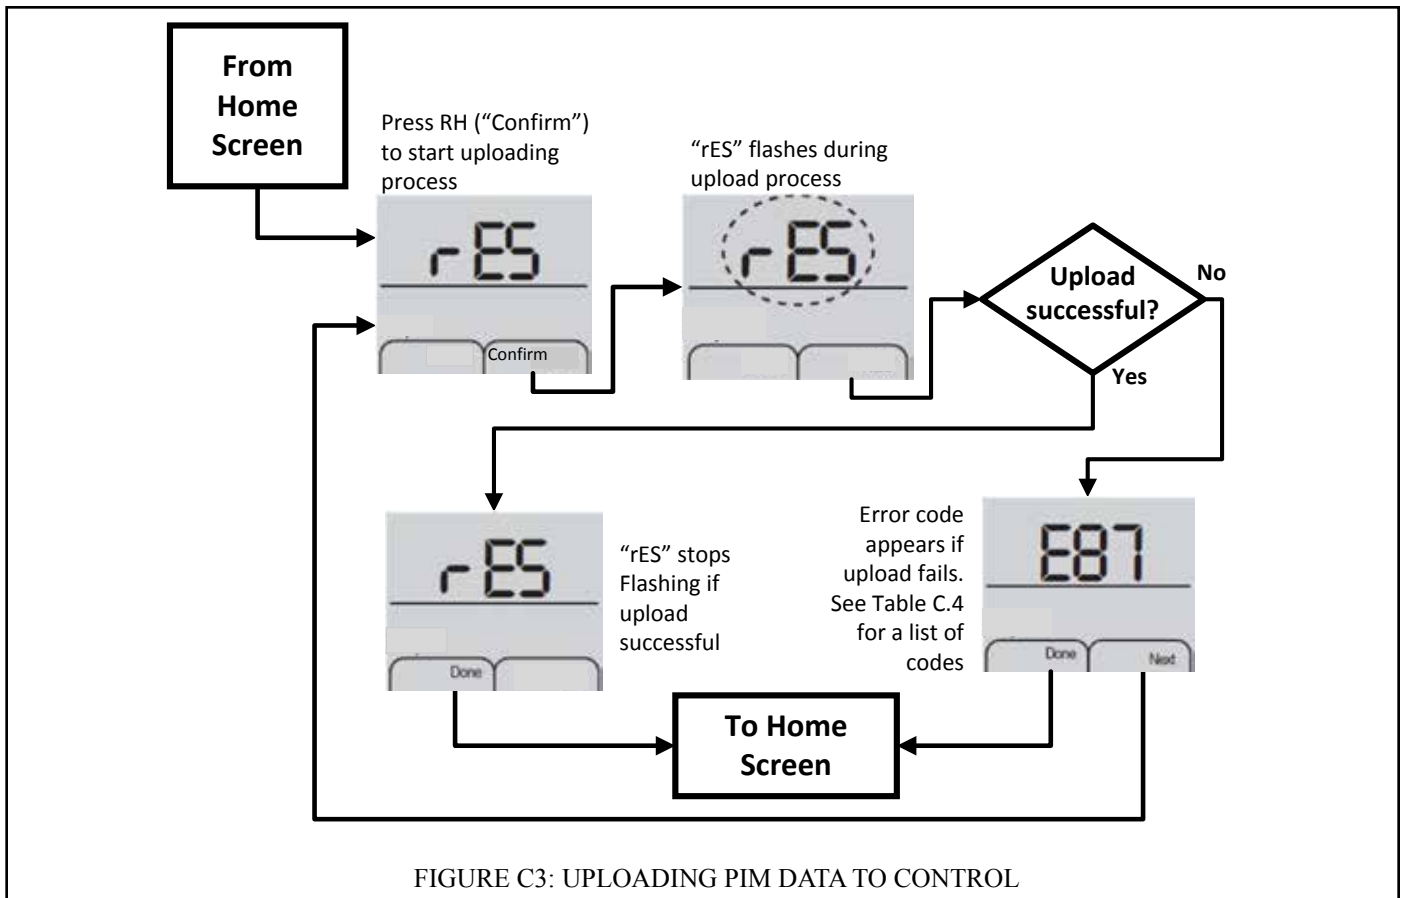 From
Home
Screen
Press RH (“Confirm”)
to start uploading
process
rES
Confirm
“rES” flashes during
upload process
rES
Upload
successful?
No
Yes
rES
Done
“rES” stops
Flashing if
upload
successful
Error code
appears if
upload fails.
See Table C.4
for a list of
codes
E87
Done
Next
To Home
Screen
FIGURE C3: UPLOADING PIM DATA TO CONTROL